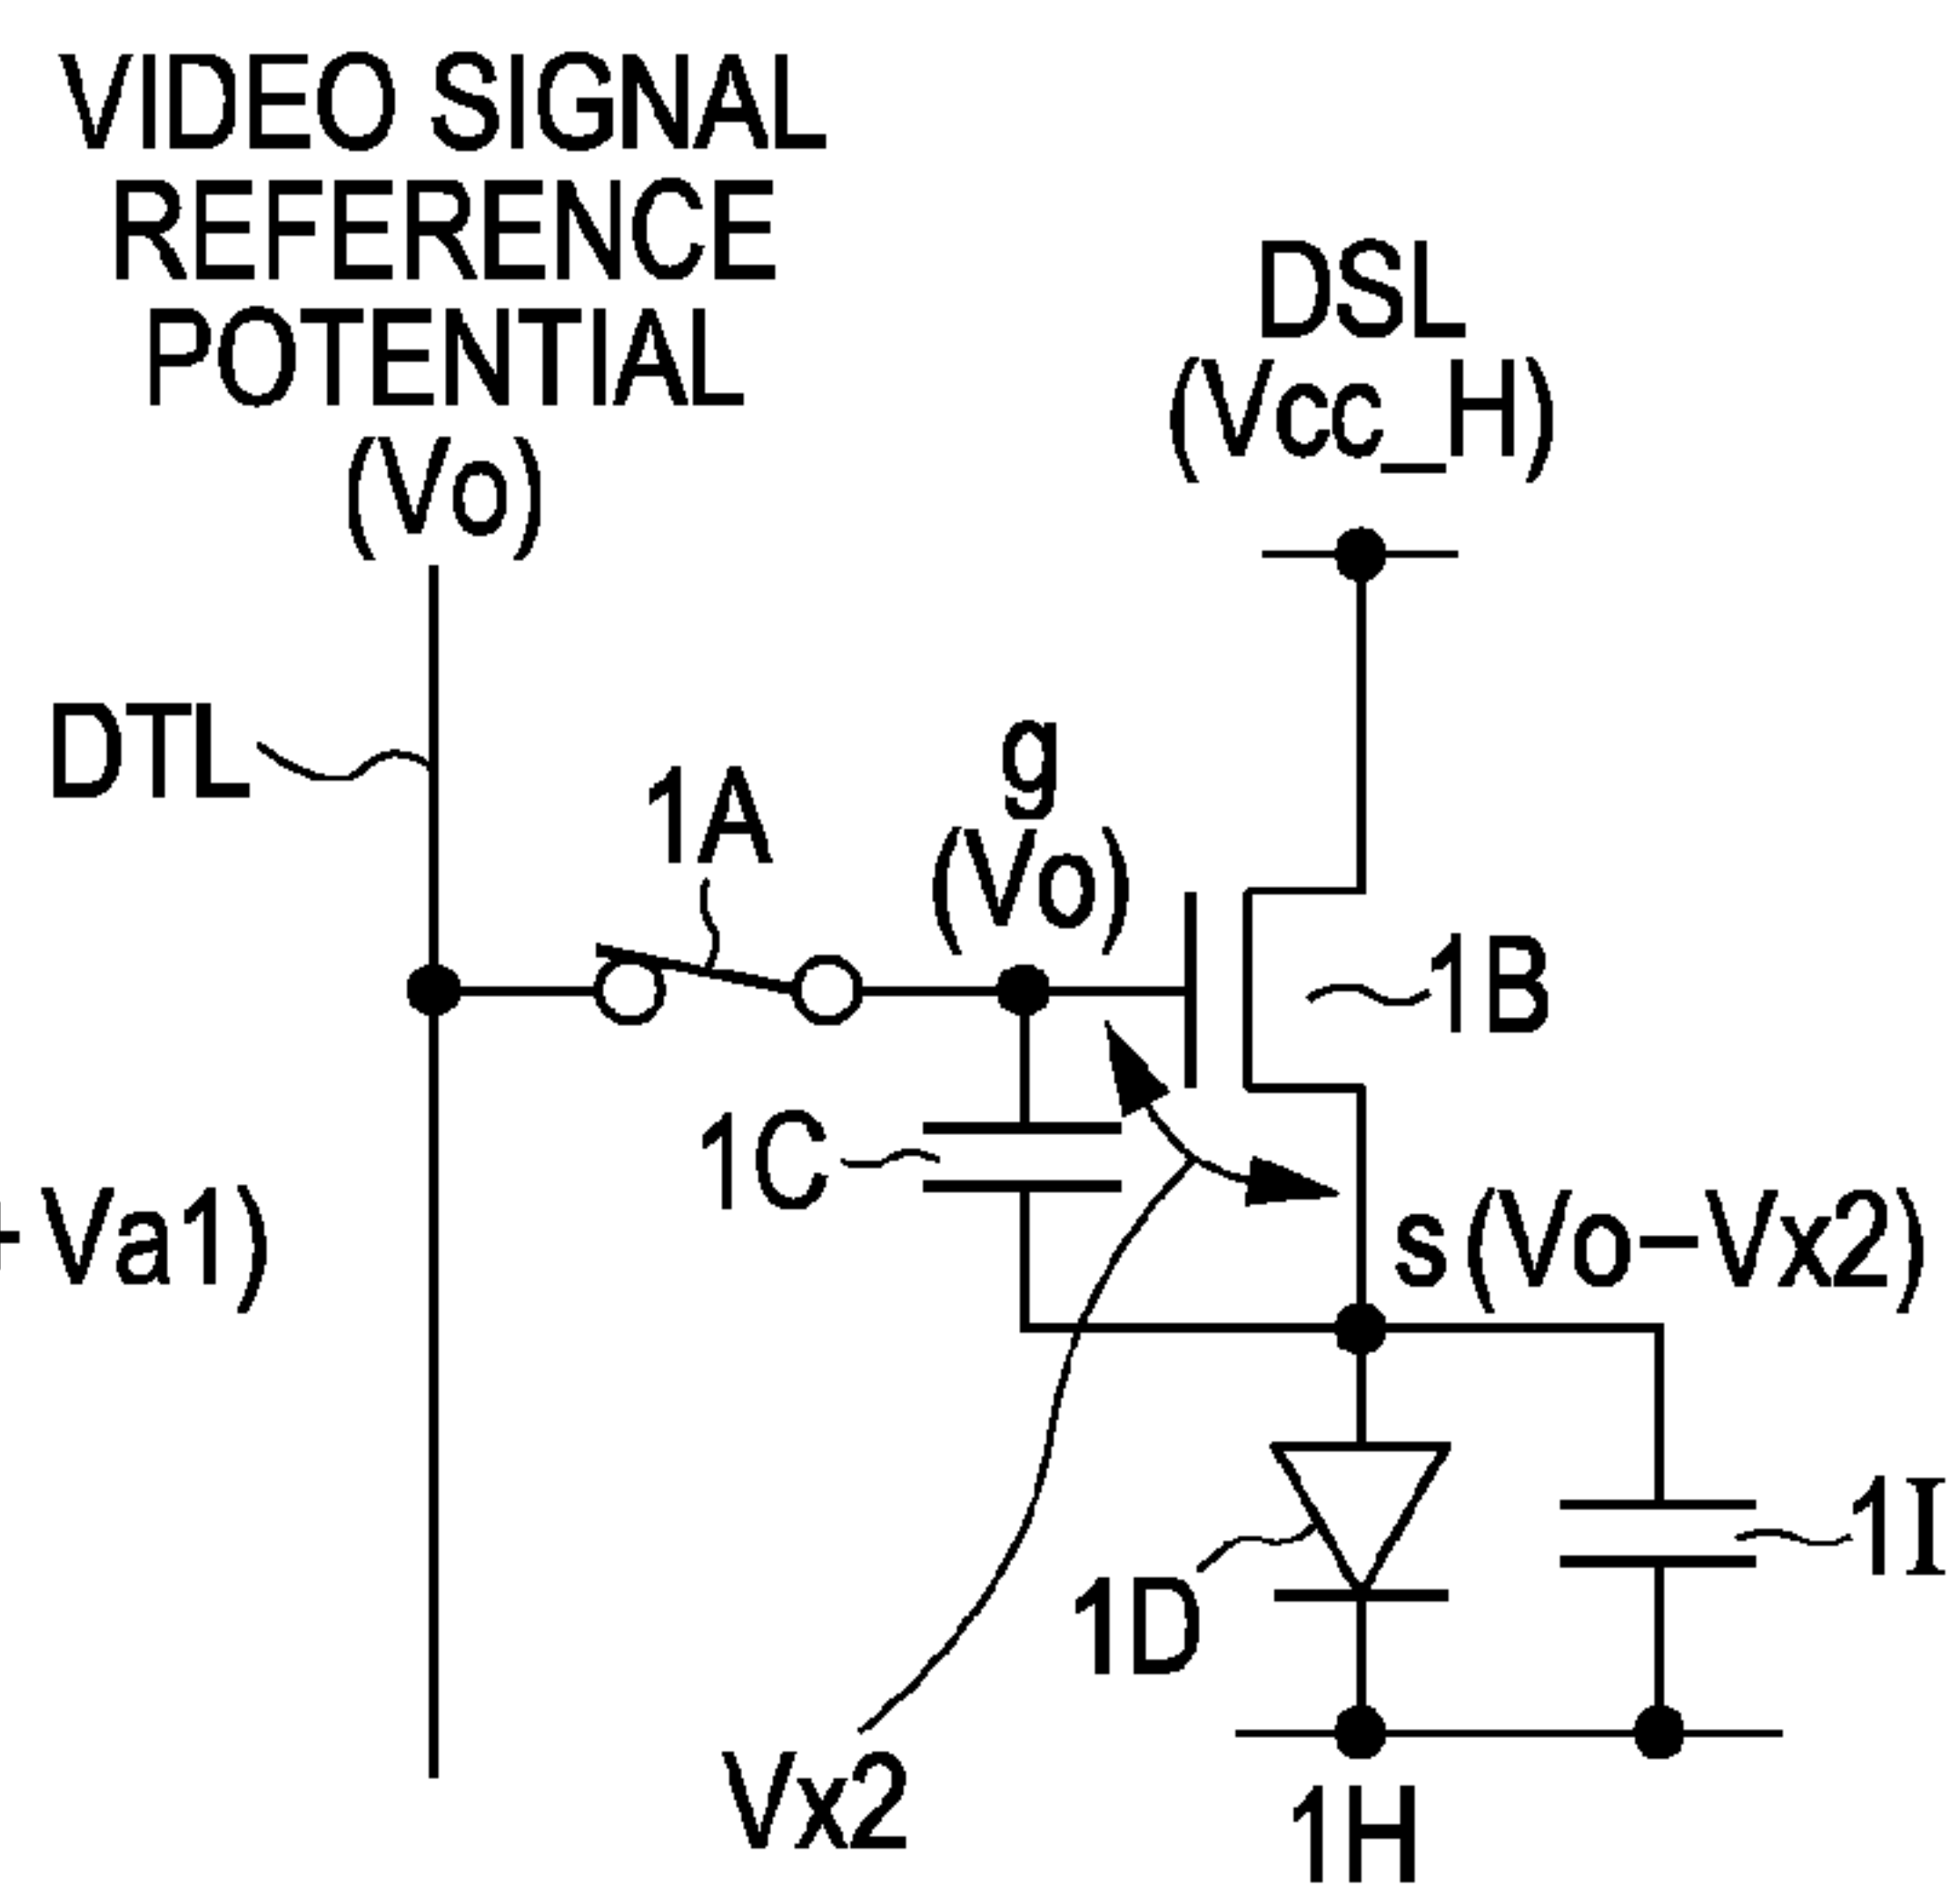 VIDEO SIGNAL
REFERENCE
POTENTIAL
(Vo)
DSL
(Vcc_H)
DTL
1A
g
(Vo)
1B
1C
+ Va1)
s (Vo−Vx2)
1D
1I
Vx2
1H